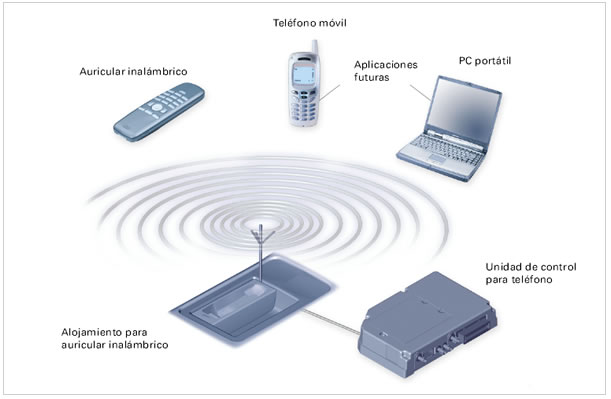 Teléfono móvil
Auricular inalámbrico
Aplicaciones
futuras
PC portátil
Unidad de control
para teléfono
Alojamiento para
auricular inalámbrico